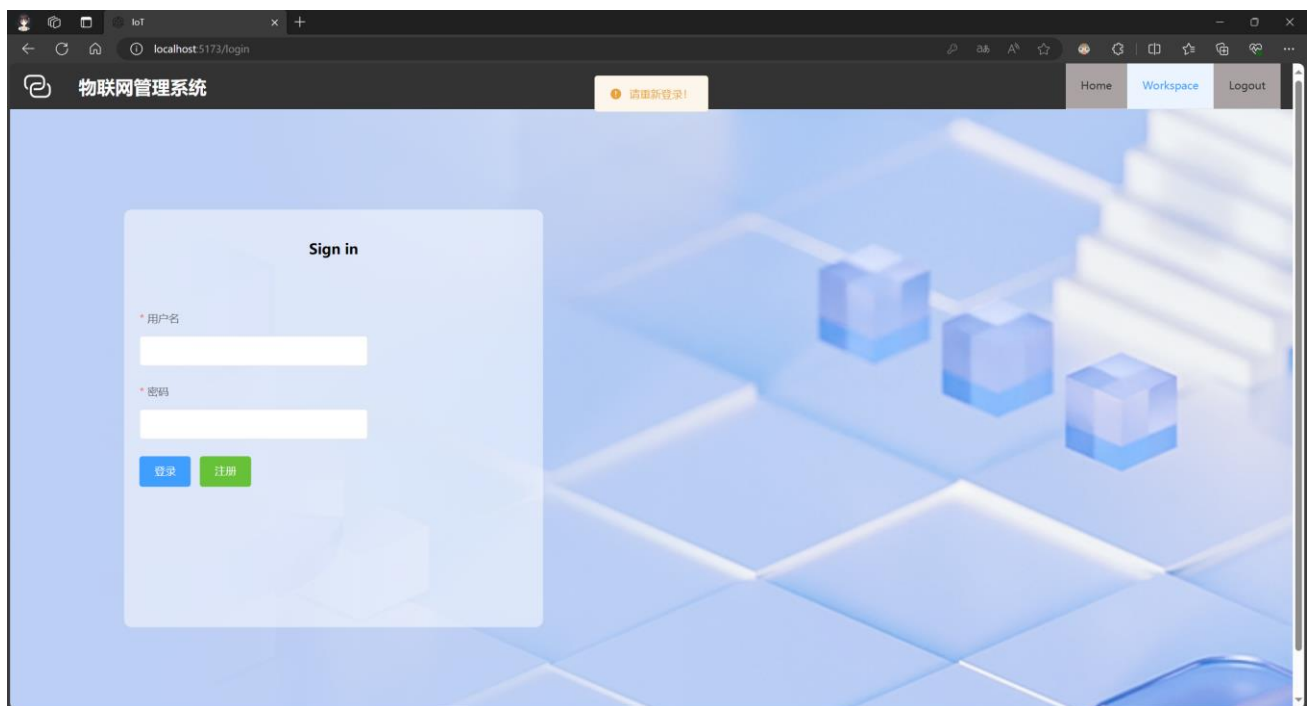 IoT
localhost:5173/login
物联网管理系统
请重新登录!
Home
Workspace
Logout
Sign in
* 用户名
* 密码
登录
注册